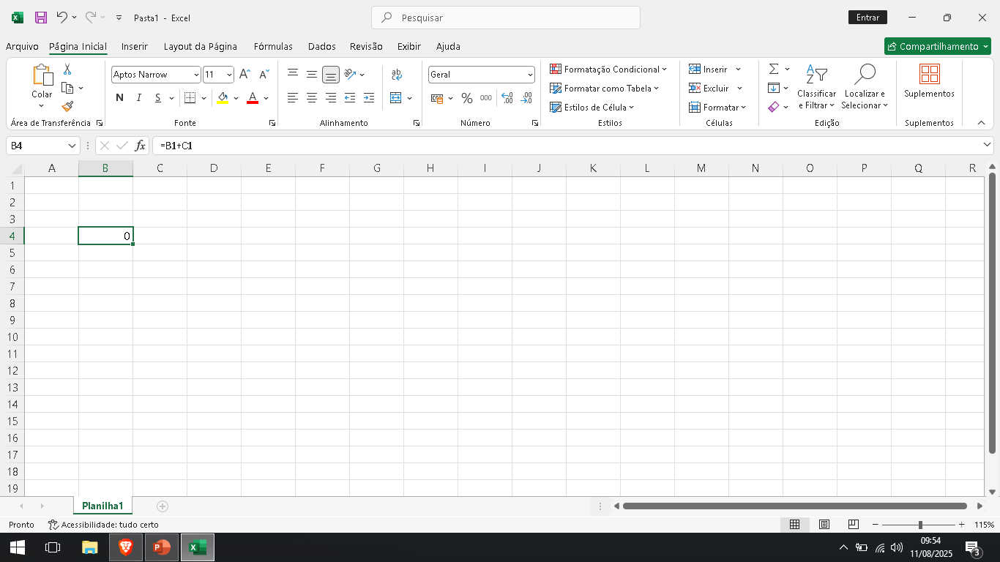 Pasta1 - Excel
Pesquisar
Entrar
Arquivo Página Inicial Inserir Layout da Página Fórmulas Dados Revisão Exibir Ajuda
Compartilhamento
Colar
Área de Transferência
Aptos Narrow 11
N I S
Fonte
ab
Alinhamento
Geral
% 000
Número
Formatação Condicional
Formatar como Tabela
Estilos de Célula
Estilos
Inserir
Excluir
Formatar
Células
Classificar
e Filtrar
Localizar e
Selecionar
Edição
Suplementos
Suplementos
B4
fx
=B1+C1
A B C D E F G H I J K L M N O P Q R
1
2
3
4 0
5
6
7
8
9
10
11
12
13
14
15
16
17
18
19
Planilha1
Pronto
Acessibilidade: tudo certo
115%
09:54
11/08/2025
3